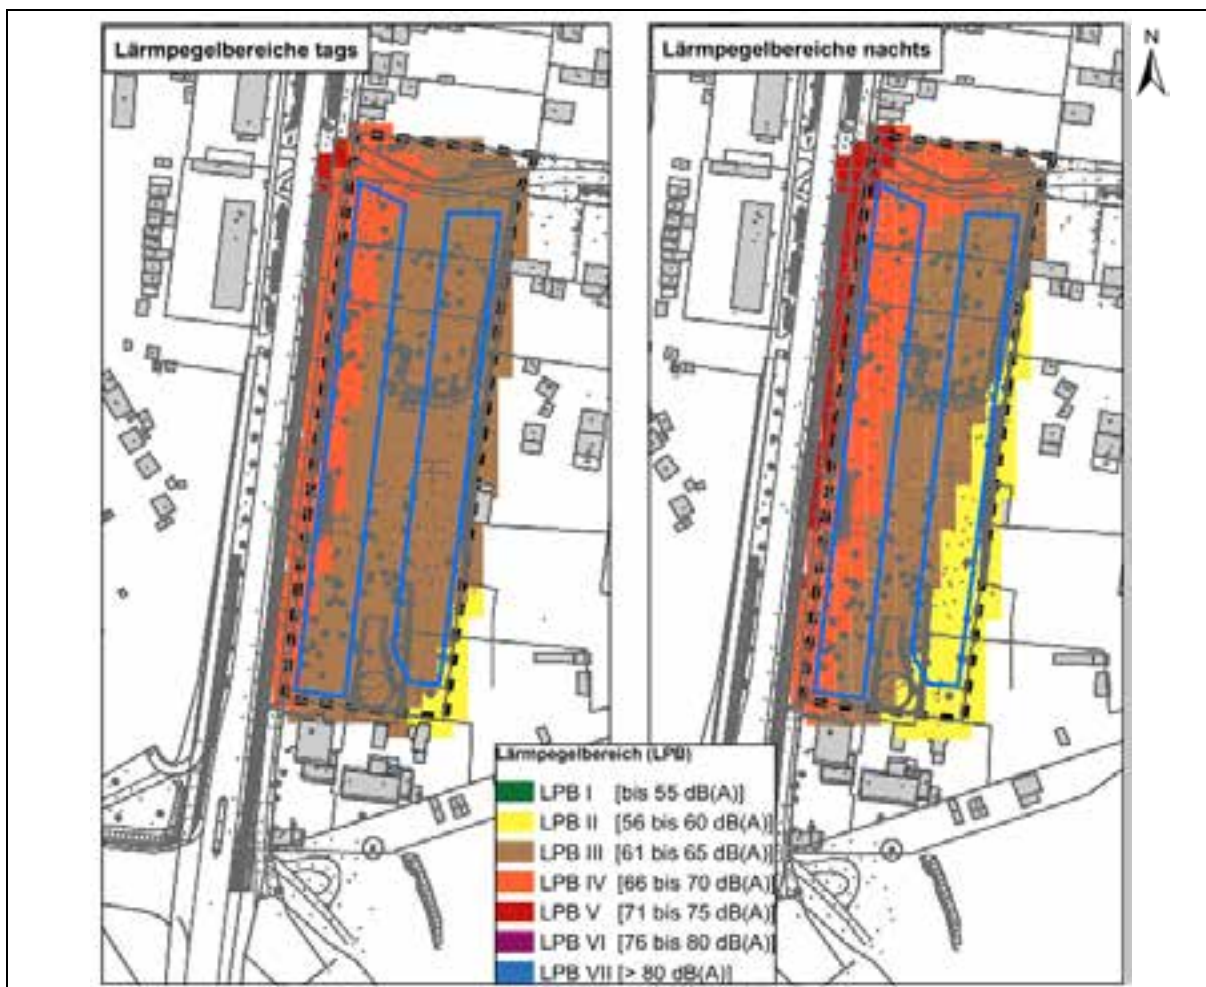 Lärmpegelbereiche tags
Lärmpegelbereiche nachts
N
Lärmpegelbereich (LPB)
LPB I [bis 55 dB(A)]
LPB II [56 bis 60 dB(A)]
LPB III [61 bis 65 dB(A)]
LPB IV [66 bis 70 dB(A)]
LPB V [71 bis 75 dB(A)]
LPB VI [76 bis 80 dB(A)]
LPB VII [> 80 dB(A)]